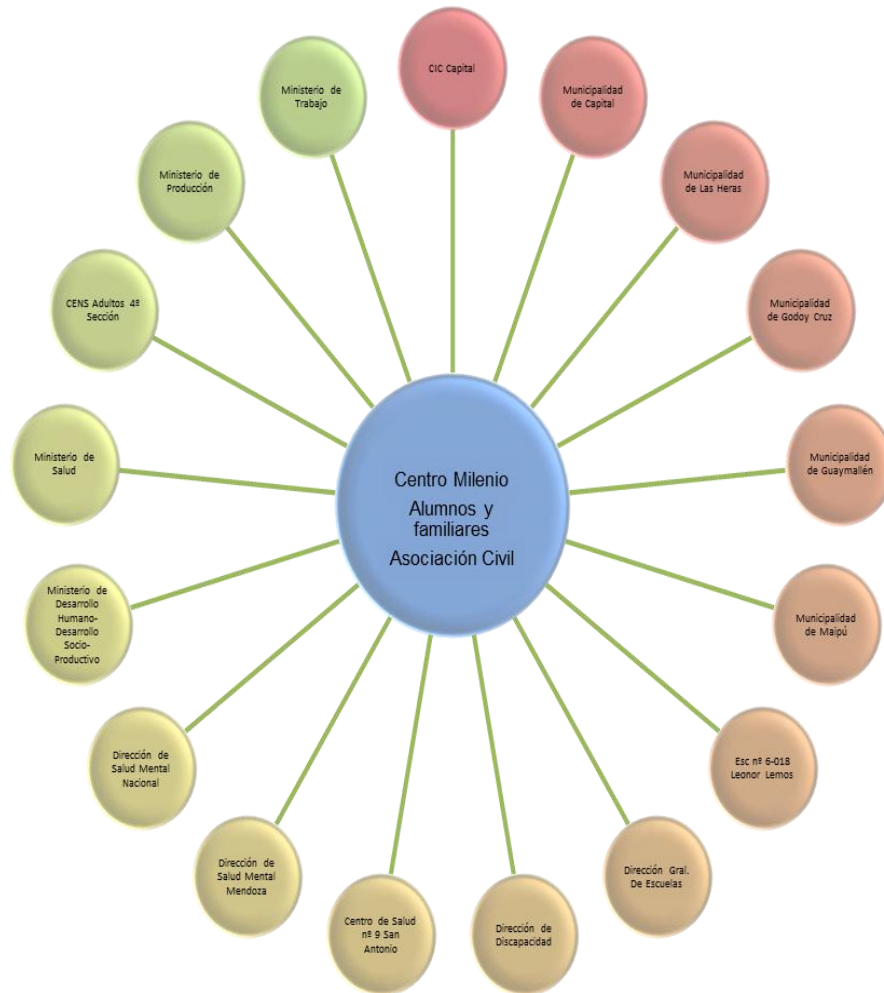 CIC Capital
Municipalidad
de Capital
Municipalidad
de Las Heras
Municipalidad
de Godoy Cruz
Municipalidad
de Guaymallén
Municipalidad
de Maipú
Esc nº 6-018
Leonor Lemos
Dirección Gral.
De Escuelas
Dirección de
Discapacidad
Centro de Salud
nº 9 San
Antonio
Dirección de
Salud Mental
Mendoza
Dirección de
Salud Mental
Nacional
Ministerio de
Desarrollo
Humano-
Desarrollo
Socio-
Productivo
Ministerio de
Salud
CENS Adultos 4ª
Sección
Ministerio de
Producción
Ministerio de
Trabajo
Centro Milenio
Alumnos y
familiares
Asociación Civil